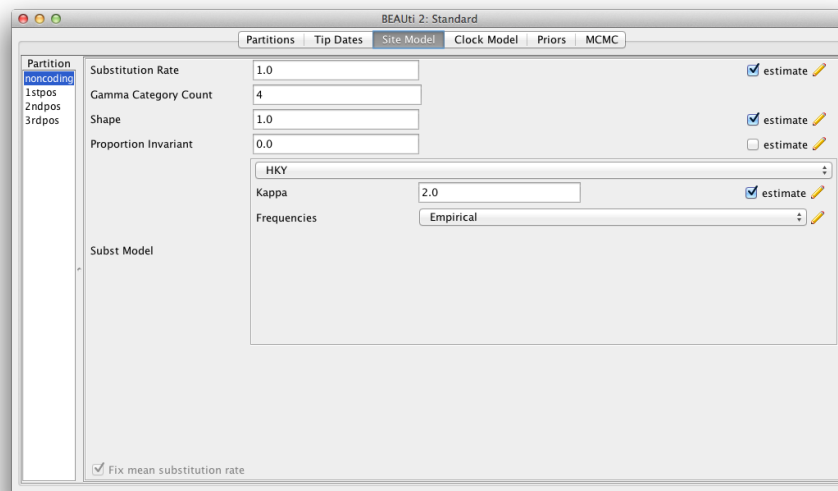 BEAUti 2: Standard
Partitions Tip Dates Site Model Clock Model Priors MCMC
Partition
noncoding
1stpos
2ndpos
3rdpos
Substitution Rate 1.0 estimate
Gamma Category Count 4
Shape 1.0 estimate
Proportion Invariant 0.0 estimate
HKY
Kappa 2.0 estimate
Frequencies Empirical
Subst Model
Fix mean substitution rate